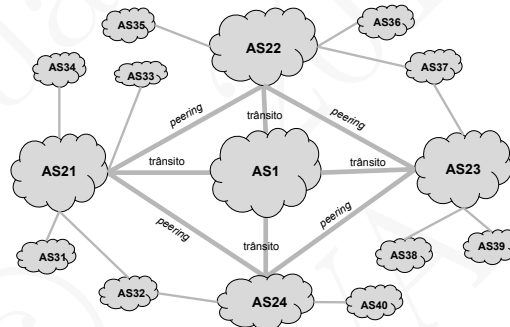 AS35
AS36
AS22
AS34
AS33
AS37
peering
trânsito
peering
AS21
trânsito
AS1
trânsito
AS23
peering
trânsito
peering
AS31
AS32
AS24
AS40
AS38
AS39